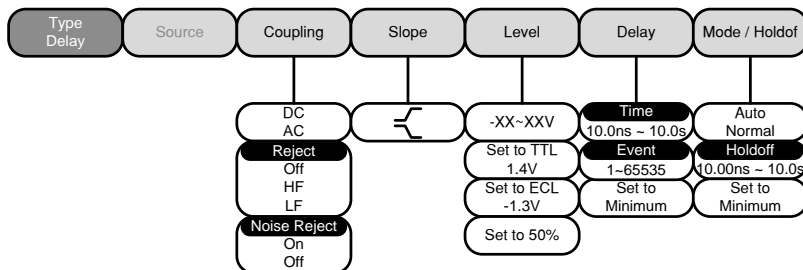 Type
Delay
Source
Coupling
Slope
Level
Delay
Mode / Holdof
DC
AC
Reject
Off
HF
LF
Noise Reject
On
Off
-XX~XXV
Set to TTL
1.4V
Set to ECL
-1.3V
Set to 50%
Time
10.0ns ~ 10.0s
Event
1~65535
Set to
Minimum
Auto
Normal
Holdoff
10.00ns ~ 10.0s
Set to
Minimum